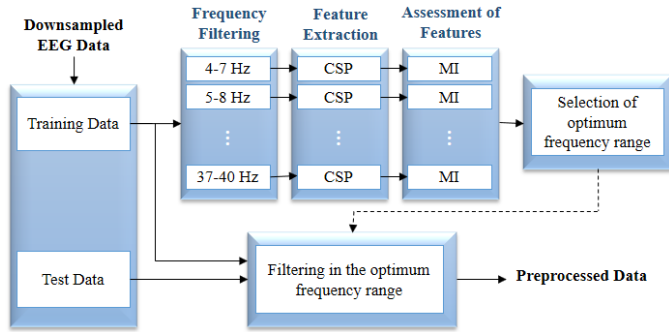 Downsampled
EEG Data
Frequency
Filtering
Feature
Extraction
Assessment of
Features
Training Data
Test Data
4-7 Hz
CSP
MI
5-8 Hz
CSP
MI
⋮
⋮
⋮
37-40 Hz
CSP
MI
Selection of
optimum
frequency range
Filtering in the optimum
frequency range
Preprocessed Data